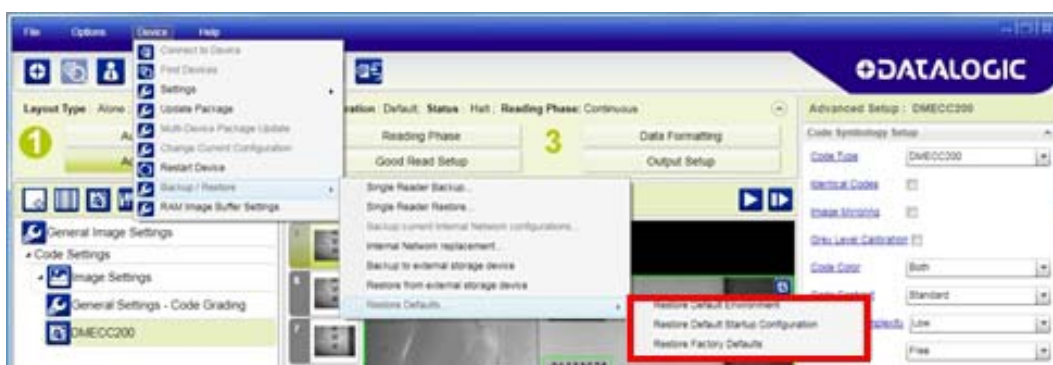 File Options Device Help
Connect to Device
Find Devices
Settings
Update Package
Multi-Device Package Update
Change Current Configuration
Restart Device
Backup / Restore
RAM Image Buffer Settings
DATALOGIC
Layout Type : Alone
ration : Default, Status : Halt ; Reading Phase: Continuous
1
Reading Phase
Good Read Setup
3
Data Formatting
Output Setup
General Image Settings
Code Settings
Image Settings
General Settings - Code Grading
DMECC200
Single Reader Backup...
Single Reader Restore...
Backup current Internal Network configurations...
Internal Network replacement...
Backup to external storage device
Restore from external storage device
Restore Defaults...
Restore Default Environment
Restore Default Startup Configuration
Restore Factory Defaults
6
7
Advanced Setup : DMECC200
Code Symbology Setup
Code Type DMECC200
Identical Codes
Image Mirroring
Grey Level Calibration
Code Color Both
Standard
Low
Free